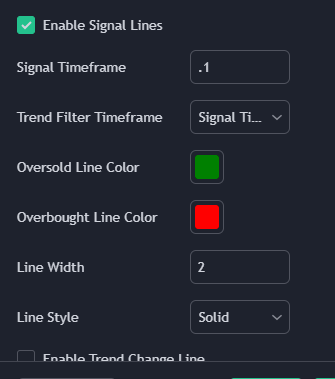 Enable Signal Lines
Signal Timeframe .1
Trend Filter Timeframe Signal Ti...
Oversold Line Color
Overbought Line Color
Line Width 2
Line Style Solid
Enable Trend Change Line